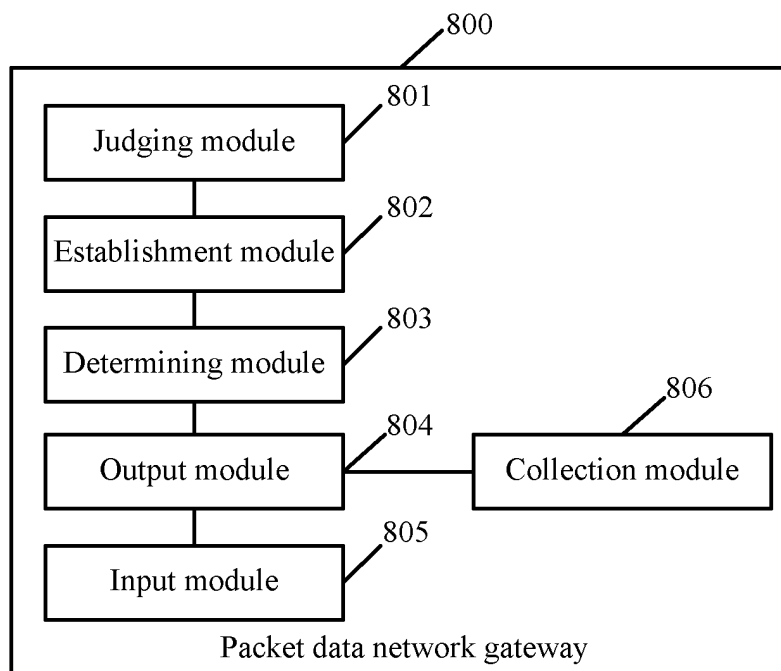 800
801
Judging module
802
Establishment module
803
Determining module
806
804
Output module
Collection module
805
Input module
Packet data network gateway